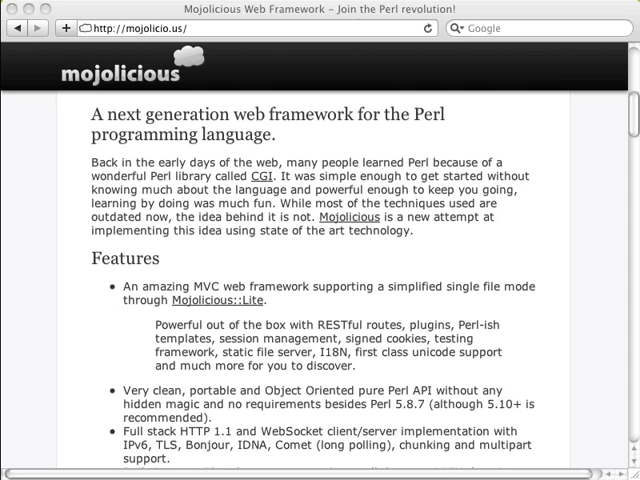 Mojolicious Web Framework – Join the Perl revolution!
http://mojolicio.us/
Google
mojolicious
A next generation web framework for the Perl
programming language.
Back in the early days of the web, many people learned Perl because of a
wonderful Perl library called CGI. It was simple enough to get started without
knowing much about the language and powerful enough to keep you going,
learning by doing was much fun. While most of the techniques used are
outdated now, the idea behind it is not. Mojolicious is a new attempt at
implementing this idea using state of the art technology.
Features
• An amazing MVC web framework supporting a simplified single file mode
through Mojolicious::Lite.
Powerful out of the box with RESTful routes, plugins, Perl-ish
templates, session management, signed cookies, testing
framework, static file server, I18N, first class unicode support
and much more for you to discover.
• Very clean, portable and Object Oriented pure Perl API without any
hidden magic and no requirements besides Perl 5.8.7 (although 5.10+ is
recommended).
• Full stack HTTP 1.1 and WebSocket client/server implementation with
IPv6, TLS, Bonjour, IDNA, Comet (long polling), chunking and multipart
support.